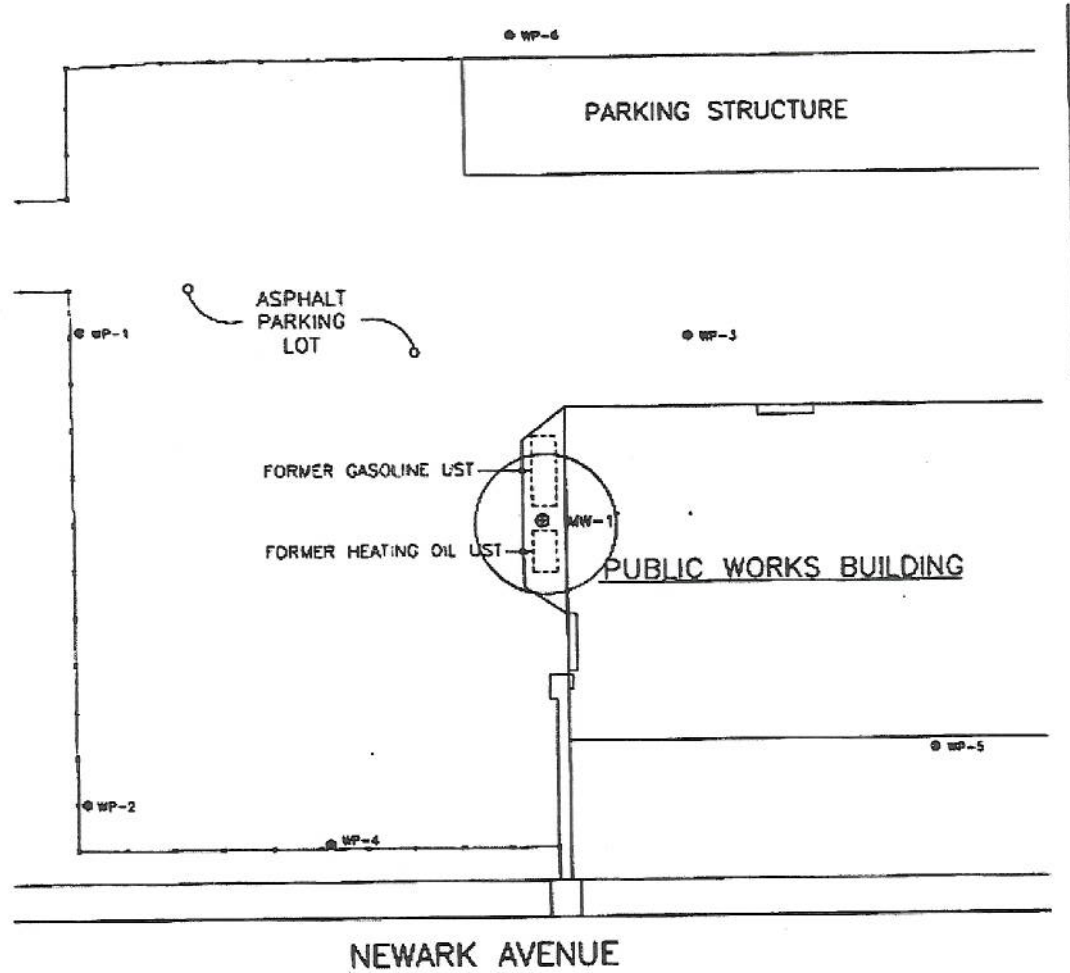 WP-6
PARKING STRUCTURE
ASPHALT
PARKING
LOT
WP-1
WP-3
FORMER GASOLINE UST
MW-1
FORMER HEATING OIL UST
PUBLIC WORKS BUILDING
WP-5
WP-2
WP-4
NEWARK AVENUE